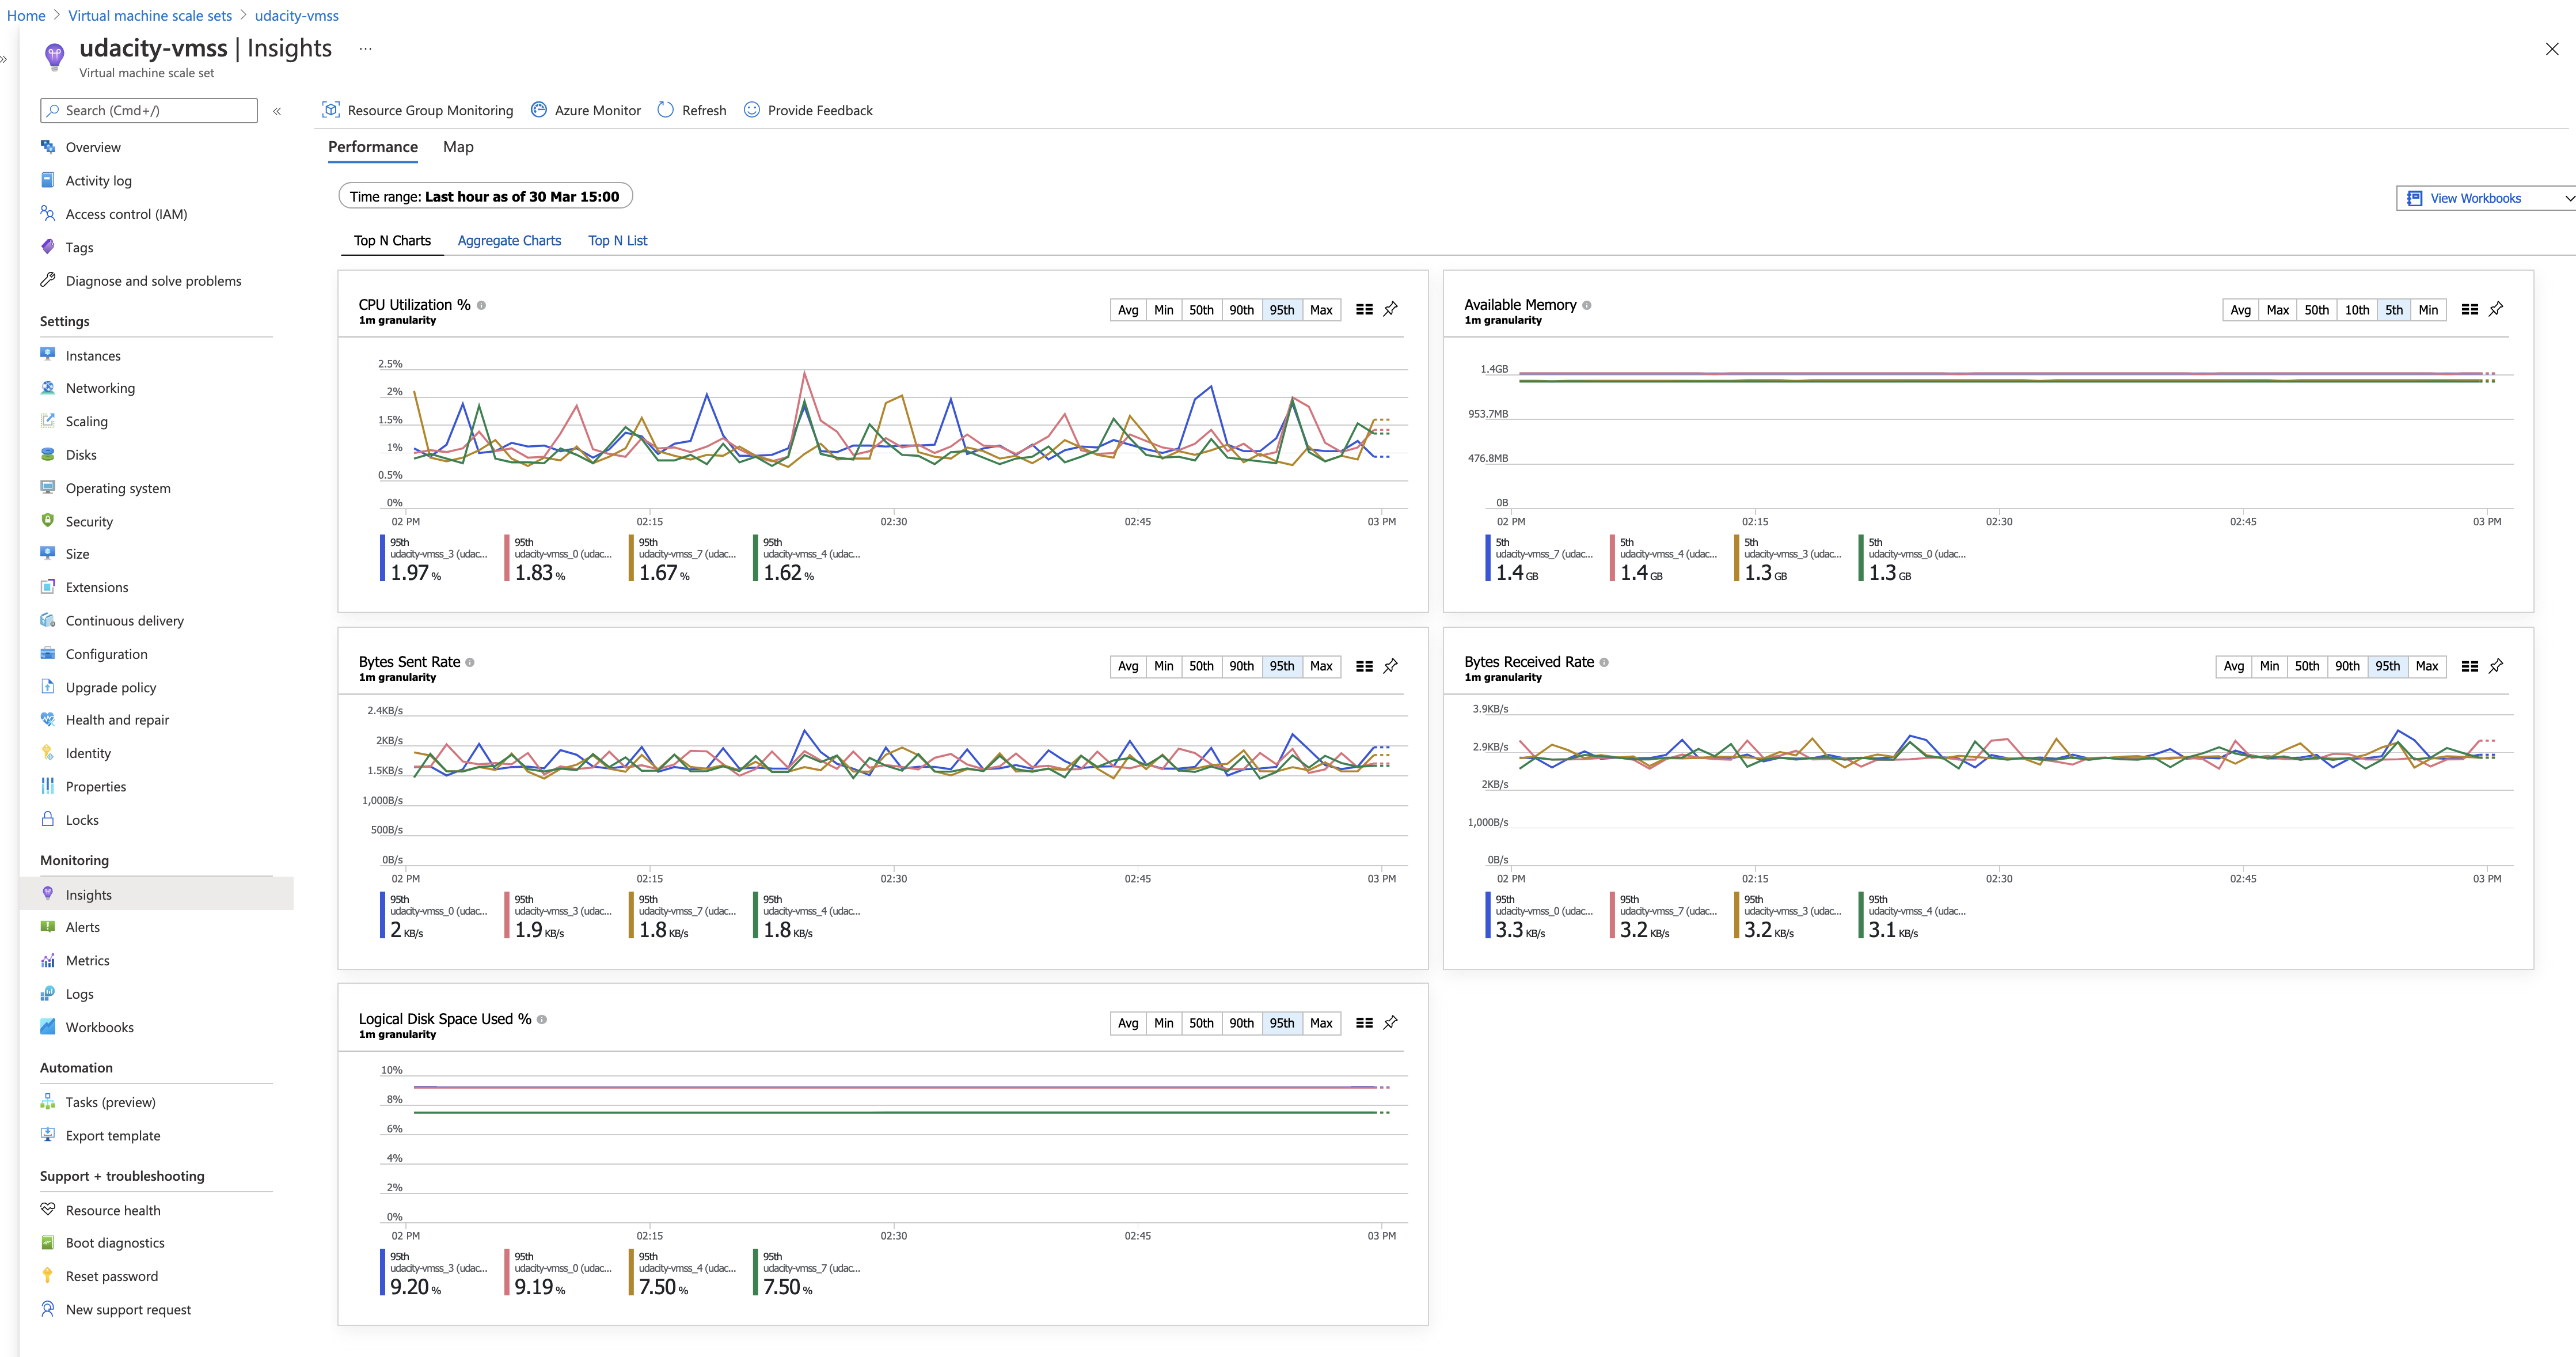 Home > Virtual machine scale sets > udacity-vmss
udacity-vmss | Insights ...
Virtual machine scale set
Search (Cmd+/)
Overview
Activity log
Access control (IAM)
Tags
Diagnose and solve problems
Settings
Instances
Networking
Scaling
Disks
Operating system
Security
Size
Extensions
Continuous delivery
Configuration
Upgrade policy
Health and repair
Identity
Properties
Locks
Monitoring
Insights
Alerts
Metrics
Logs
Workbooks
Automation
Tasks (preview)
Export template
Support + troubleshooting
Resource health
Boot diagnostics
Reset password
New support request
Resource Group Monitoring Azure Monitor Refresh Provide Feedback
Performance Map
Time range: Last hour as of 30 Mar 15:00
View Workbooks
Top N Charts Aggregate Charts Top N List
CPU Utilization %
1m granularity
Avg Min 50th 90th 95th Max
2.5%
2%
1.5%
1%
0.5%
0%
02 PM 02:15 02:30 02:45 03 PM
95th 95th 95th 95th
udacity-vmss_3 (udac... udacity-vmss_0 (udac... udacity-vmss_7 (udac... udacity-vmss_4 (udac...
1.97 % 1.83 % 1.67 % 1.62 %
Available Memory
1m granularity
Avg Max 50th 10th 5th Min
1.4GB
953.7MB
476.8MB
0B
02 PM 02:15 02:30 02:45 03 PM
5th 5th 5th 5th
udacity-vmss_7 (udac... udacity-vmss_4 (udac... udacity-vmss_3 (udac... udacity-vmss_0 (udac...
1.4 GB 1.4 GB 1.3 GB 1.3 GB
Bytes Sent Rate
1m granularity
Avg Min 50th 90th 95th Max
2.4KB/s
2KB/s
1.5KB/s
1,000B/s
500B/s
0B/s
02 PM 02:15 02:30 02:45 03 PM
95th 95th 95th 95th
udacity-vmss_0 (udac... udacity-vmss_3 (udac... udacity-vmss_7 (udac... udacity-vmss_4 (udac...
2 KB/s 1.9 KB/s 1.8 KB/s 1.8 KB/s
Bytes Received Rate
1m granularity
Avg Min 50th 90th 95th Max
3.9KB/s
2.9KB/s
2KB/s
1,000B/s
0B/s
02 PM 02:15 02:30 02:45 03 PM
95th 95th 95th 95th
udacity-vmss_0 (udac... udacity-vmss_7 (udac... udacity-vmss_3 (udac... udacity-vmss_4 (udac...
3.3 KB/s 3.2 KB/s 3.2 KB/s 3.1 KB/s
Logical Disk Space Used %
1m granularity
Avg Min 50th 90th 95th Max
10%
8%
6%
4%
2%
0%
02 PM 02:15 02:30 02:45 03 PM
95th 95th 95th 95th
udacity-vmss_3 (udac... udacity-vmss_0 (udac... udacity-vmss_4 (udac... udacity-vmss_7 (udac...
9.20 % 9.19 % 7.50 % 7.50 %